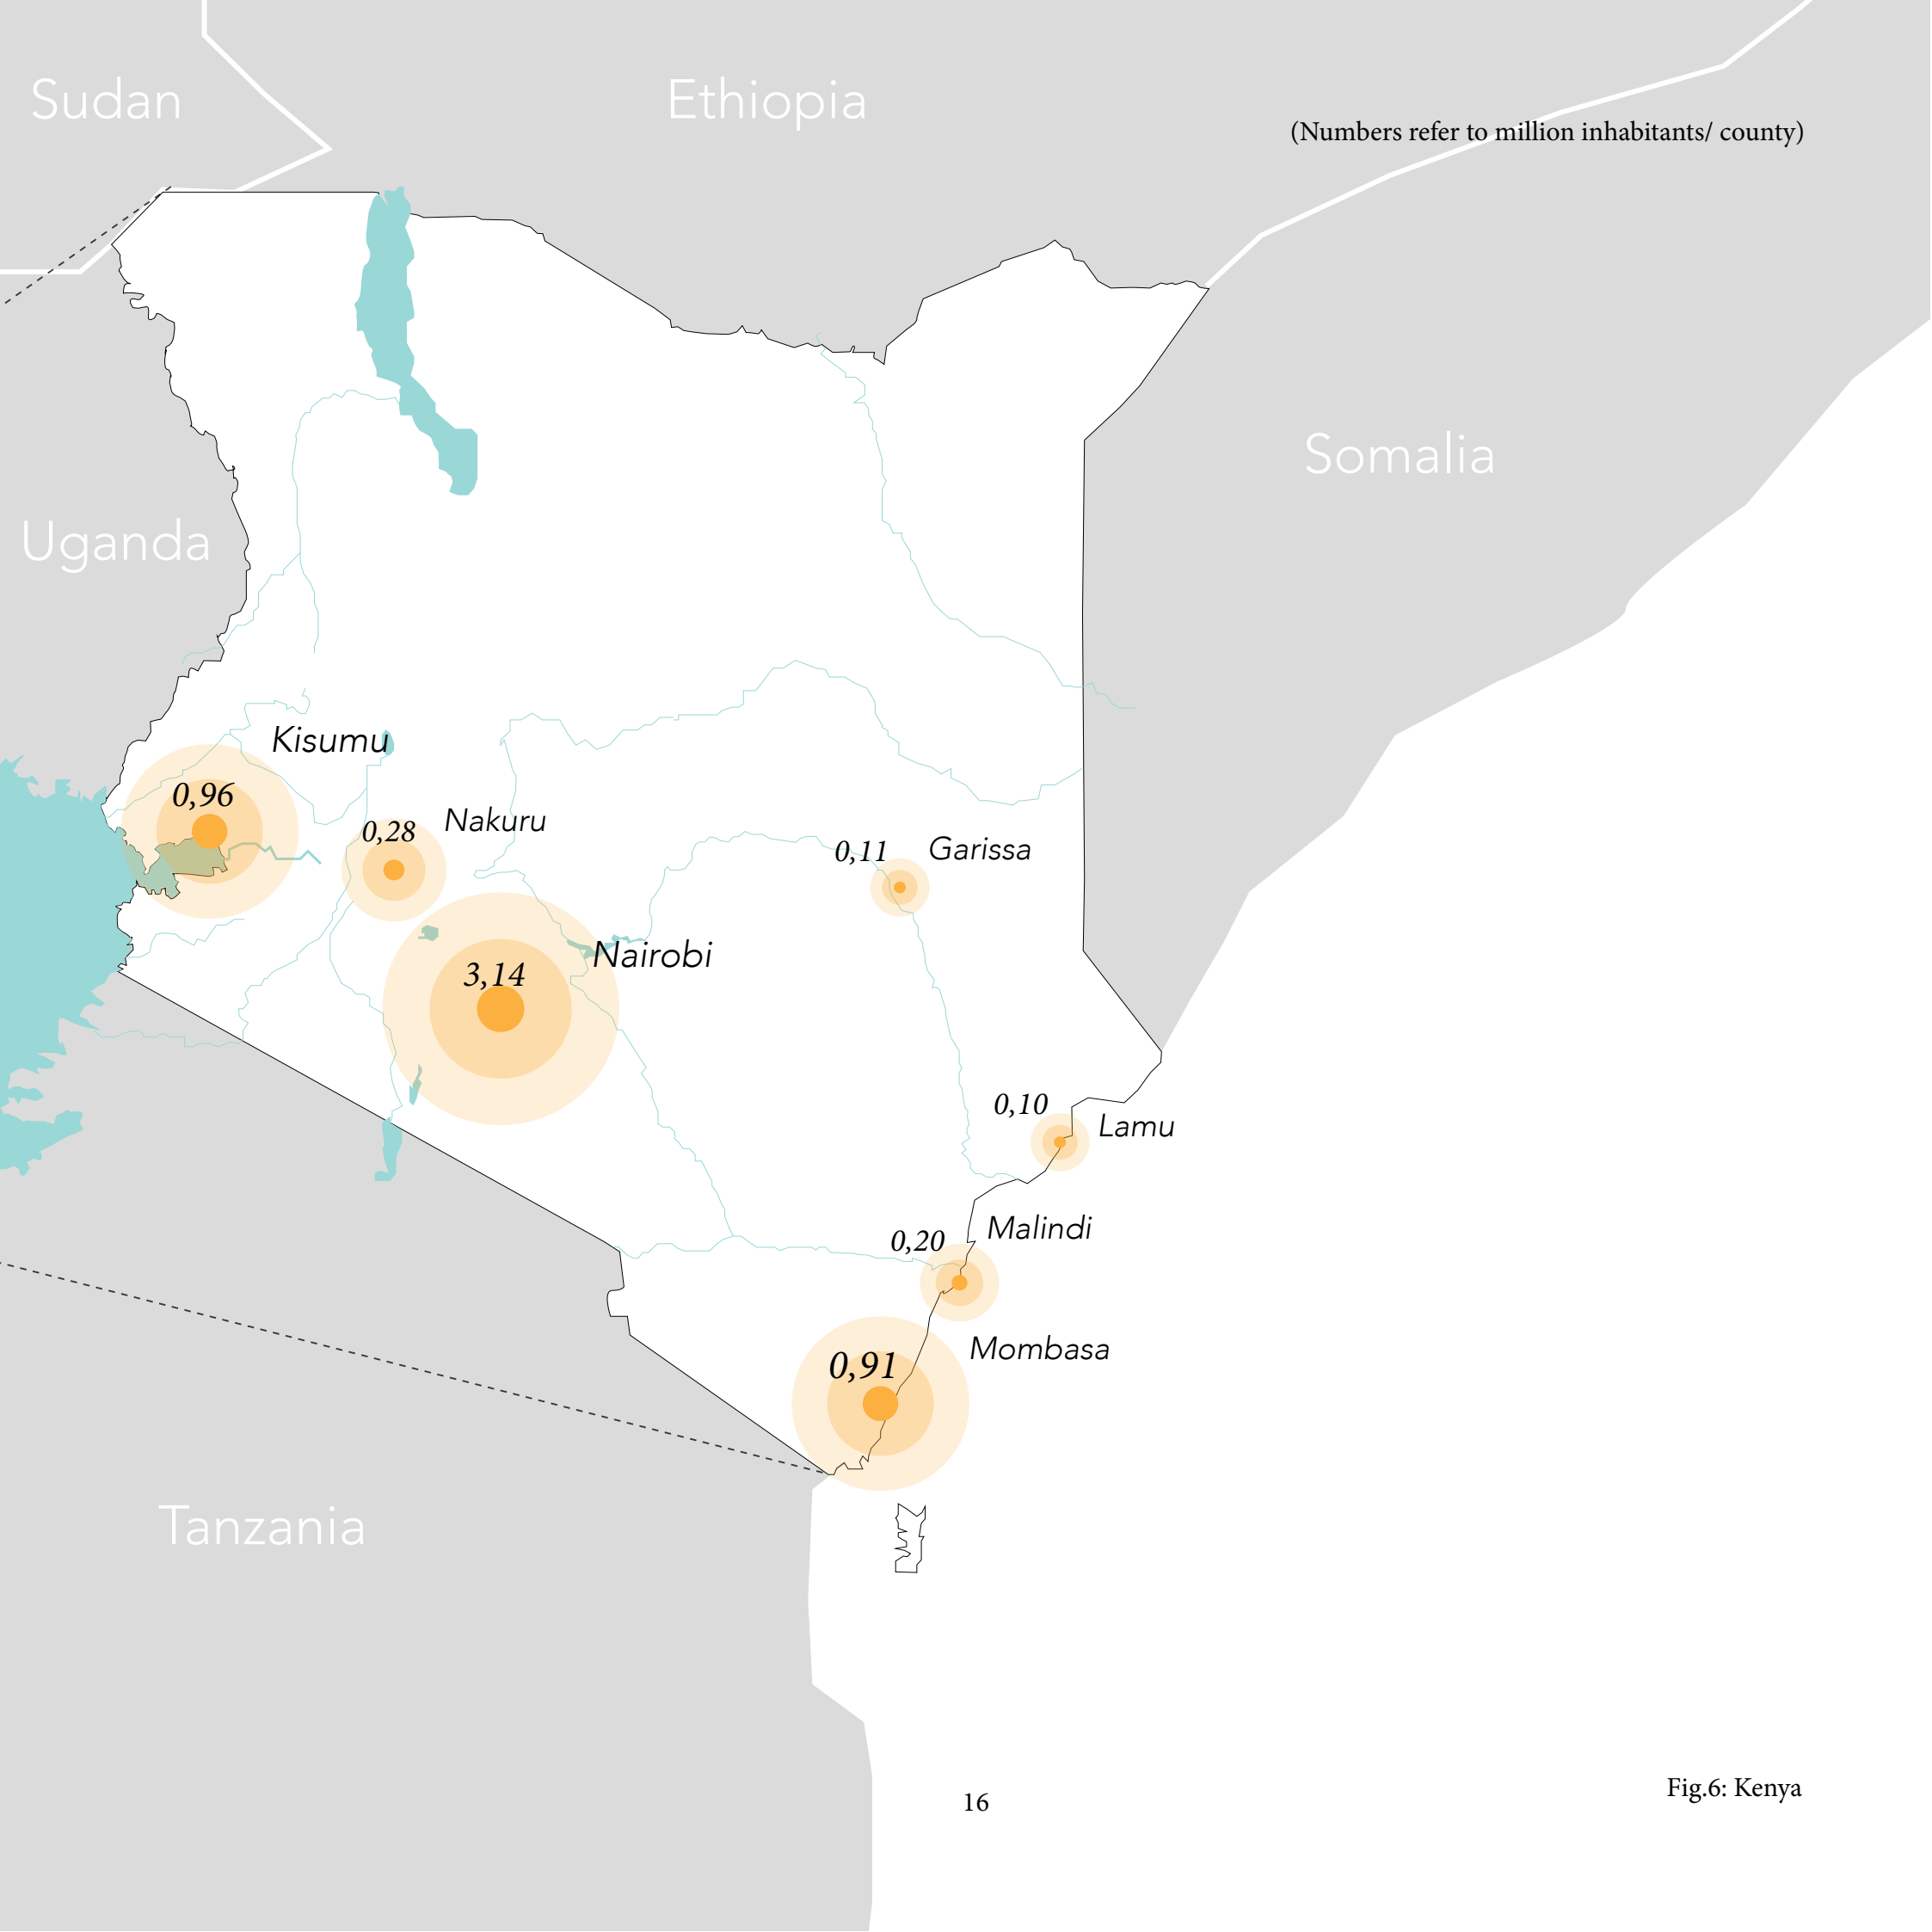 Sudan
Ethiopia
(Numbers refer to million inhabitants/ county)
Somalia
Uganda
Kisumu
0,96
Nakuru
0,28
Garissa
0,11
Nairobi
3,14
0,10
Lamu
Malindi
0,20
Mombasa
0,91
Tanzania
16
Fig.6: Kenya